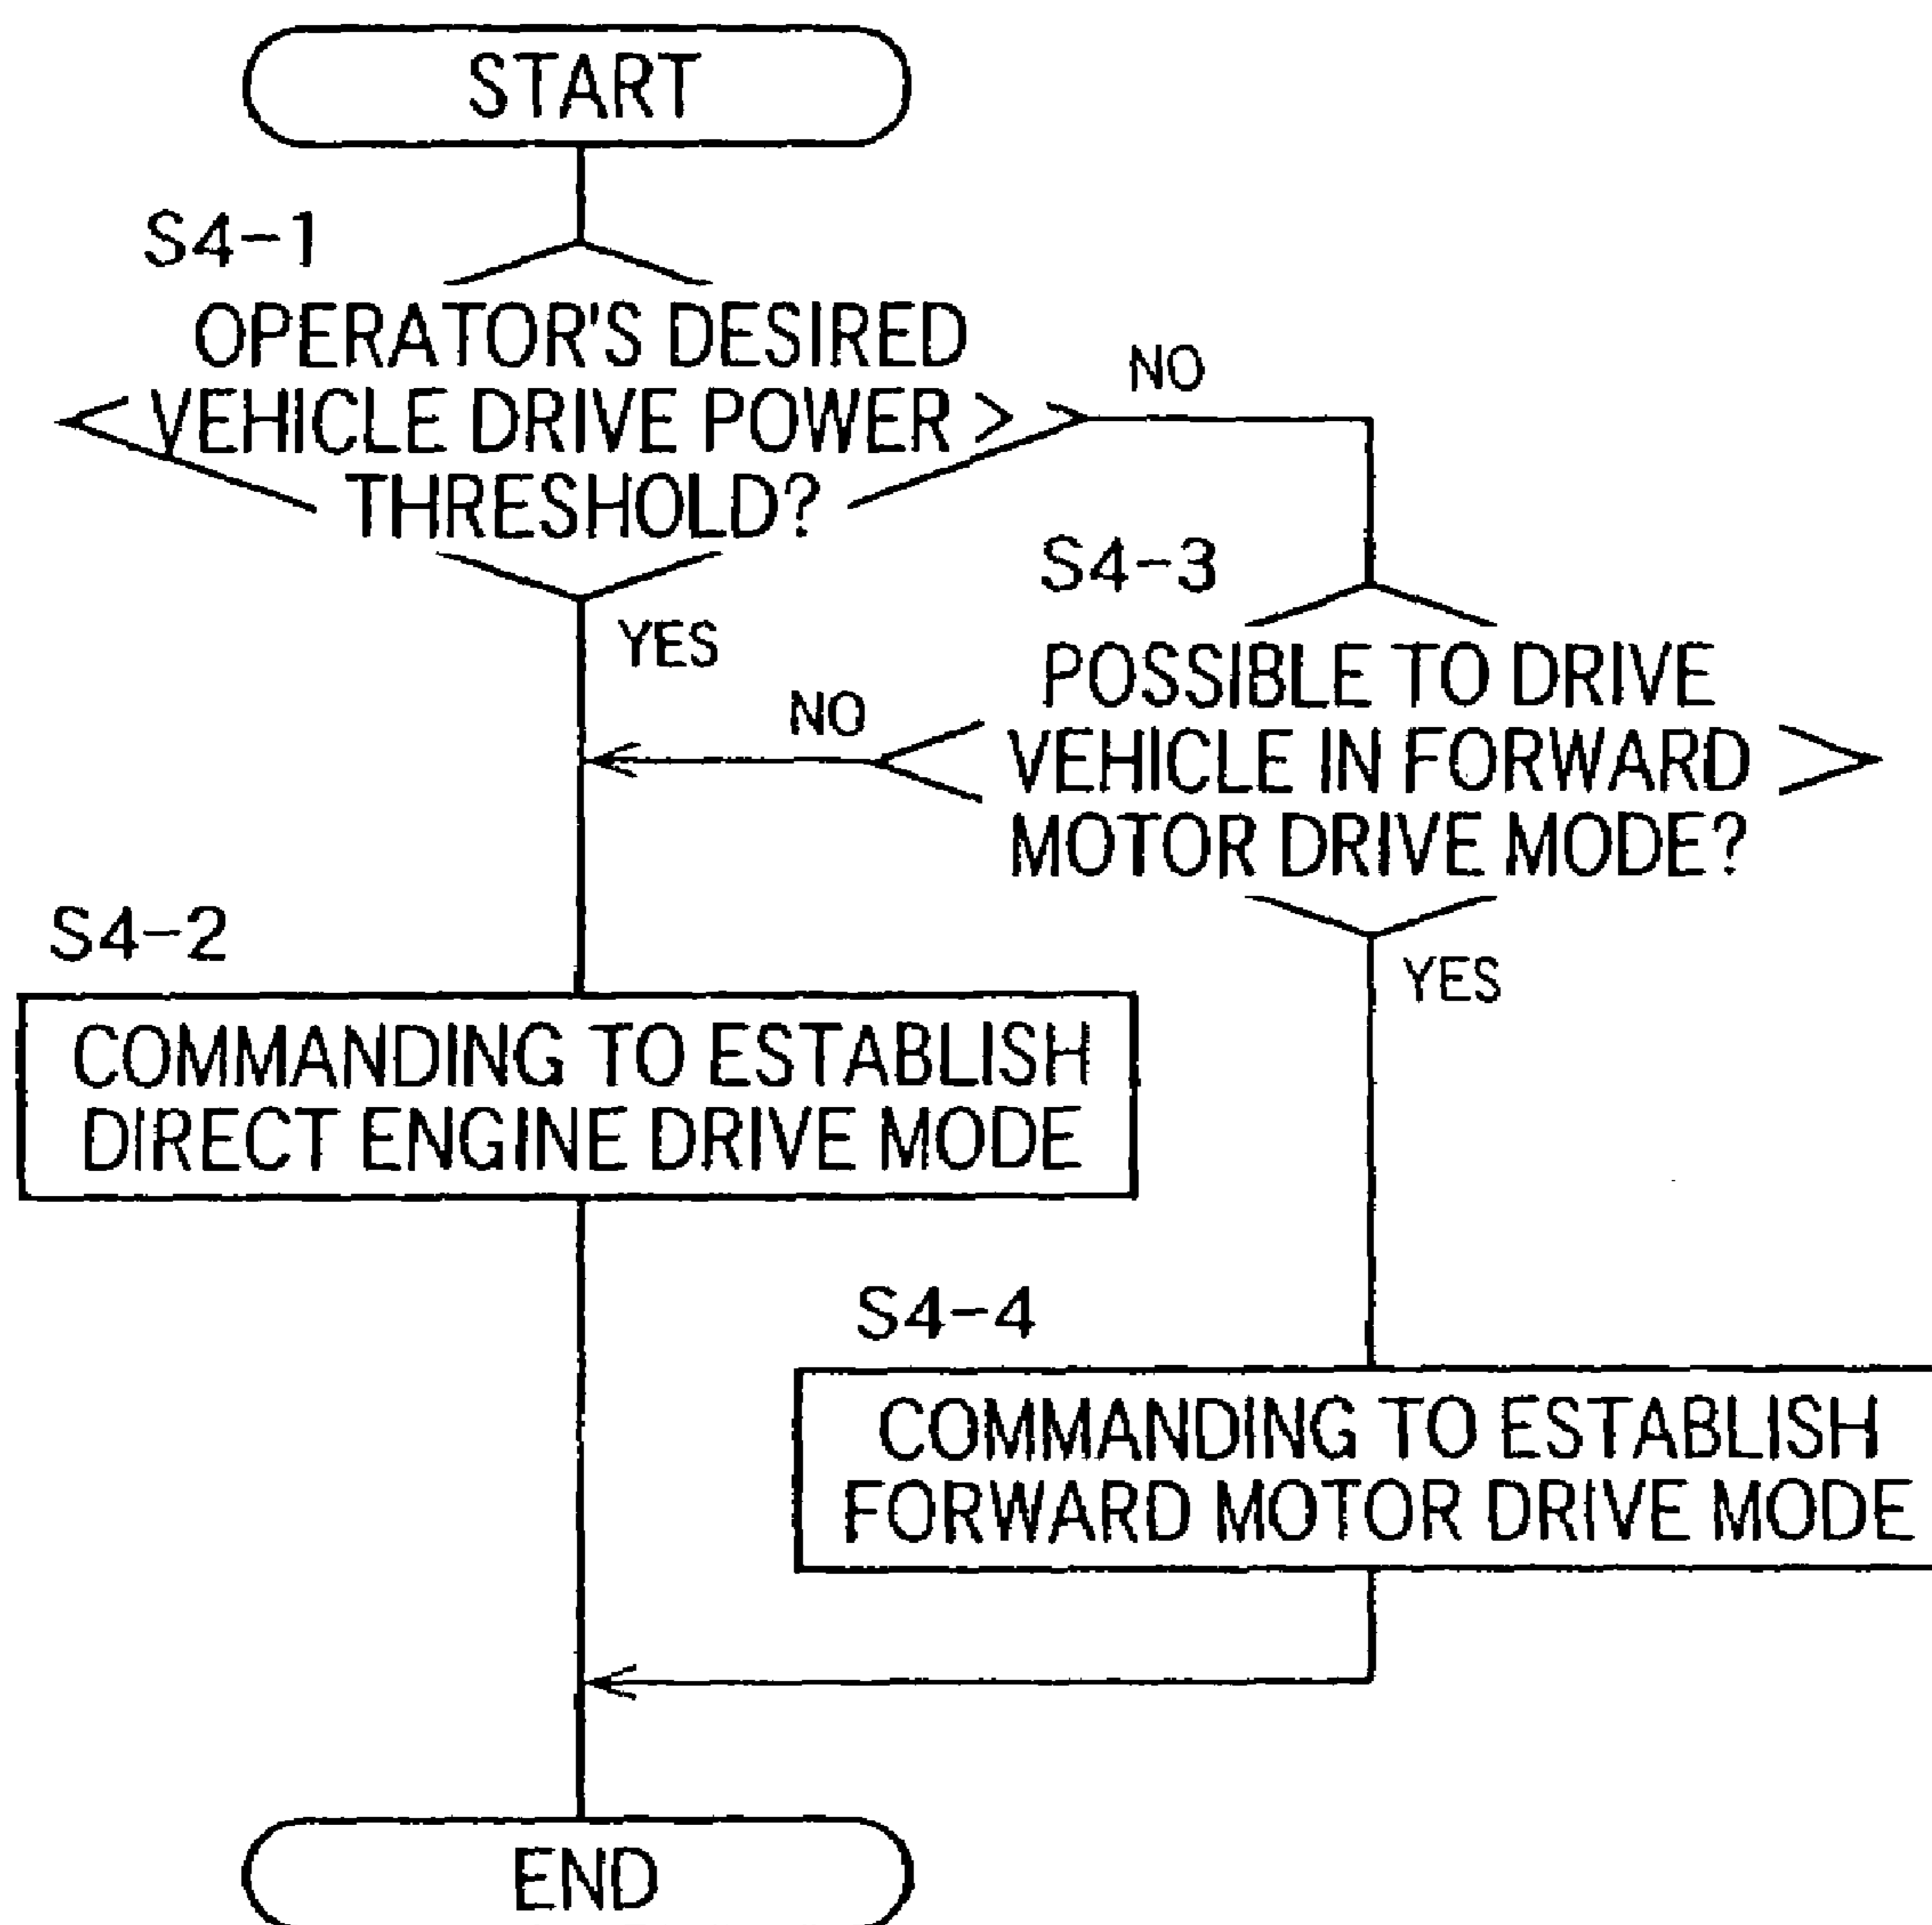 START
S4-1
OPERATOR'S DESIRED
VEHICLE DRIVE POWER >
THRESHOLD?
NO
YES
S4-3
POSSIBLE TO DRIVE
VEHICLE IN FORWARD
MOTOR DRIVE MODE?
NO
YES
S4-2
COMMANDING TO ESTABLISH
DIRECT ENGINE DRIVE MODE
S4-4
COMMANDING TO ESTABLISH
FORWARD MOTOR DRIVE MODE
END